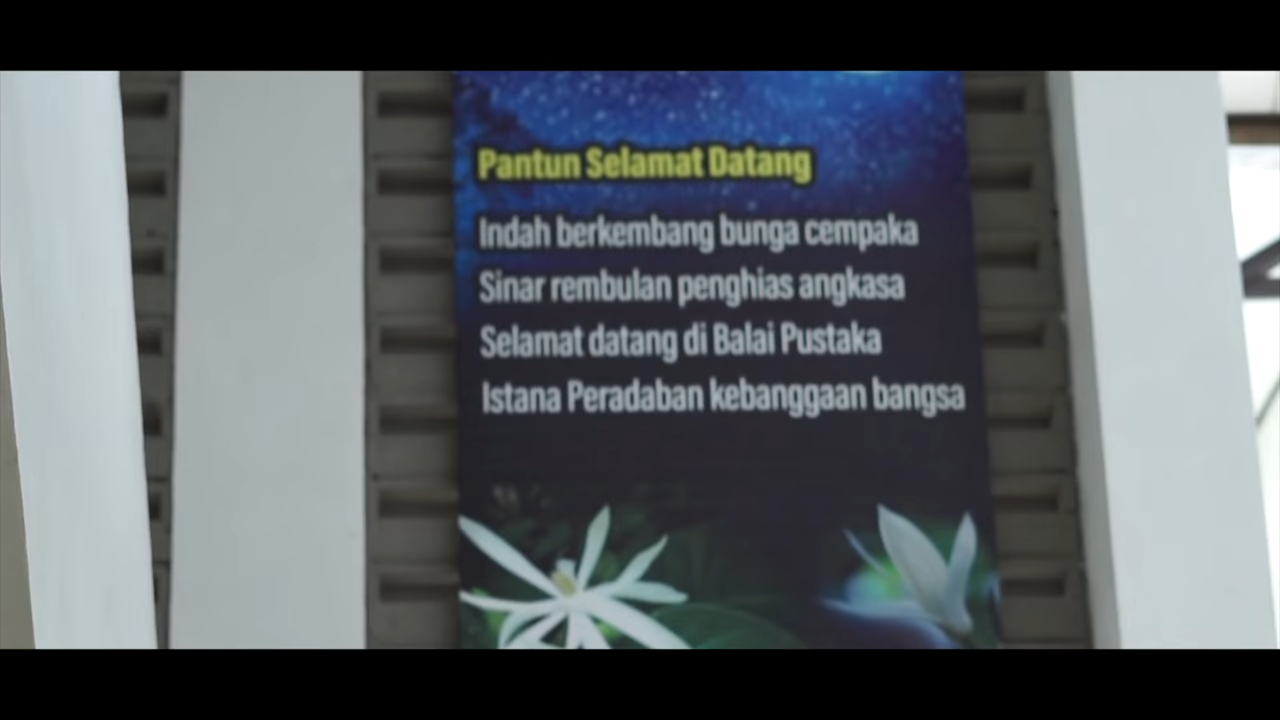 Pantun Selamat Datang
Indah berkembang bunga cempaka
Sinar rembulan penghias angkasa
Selamat datang di Balai Pustaka
Istana Peradaban kebanggaan bangsa